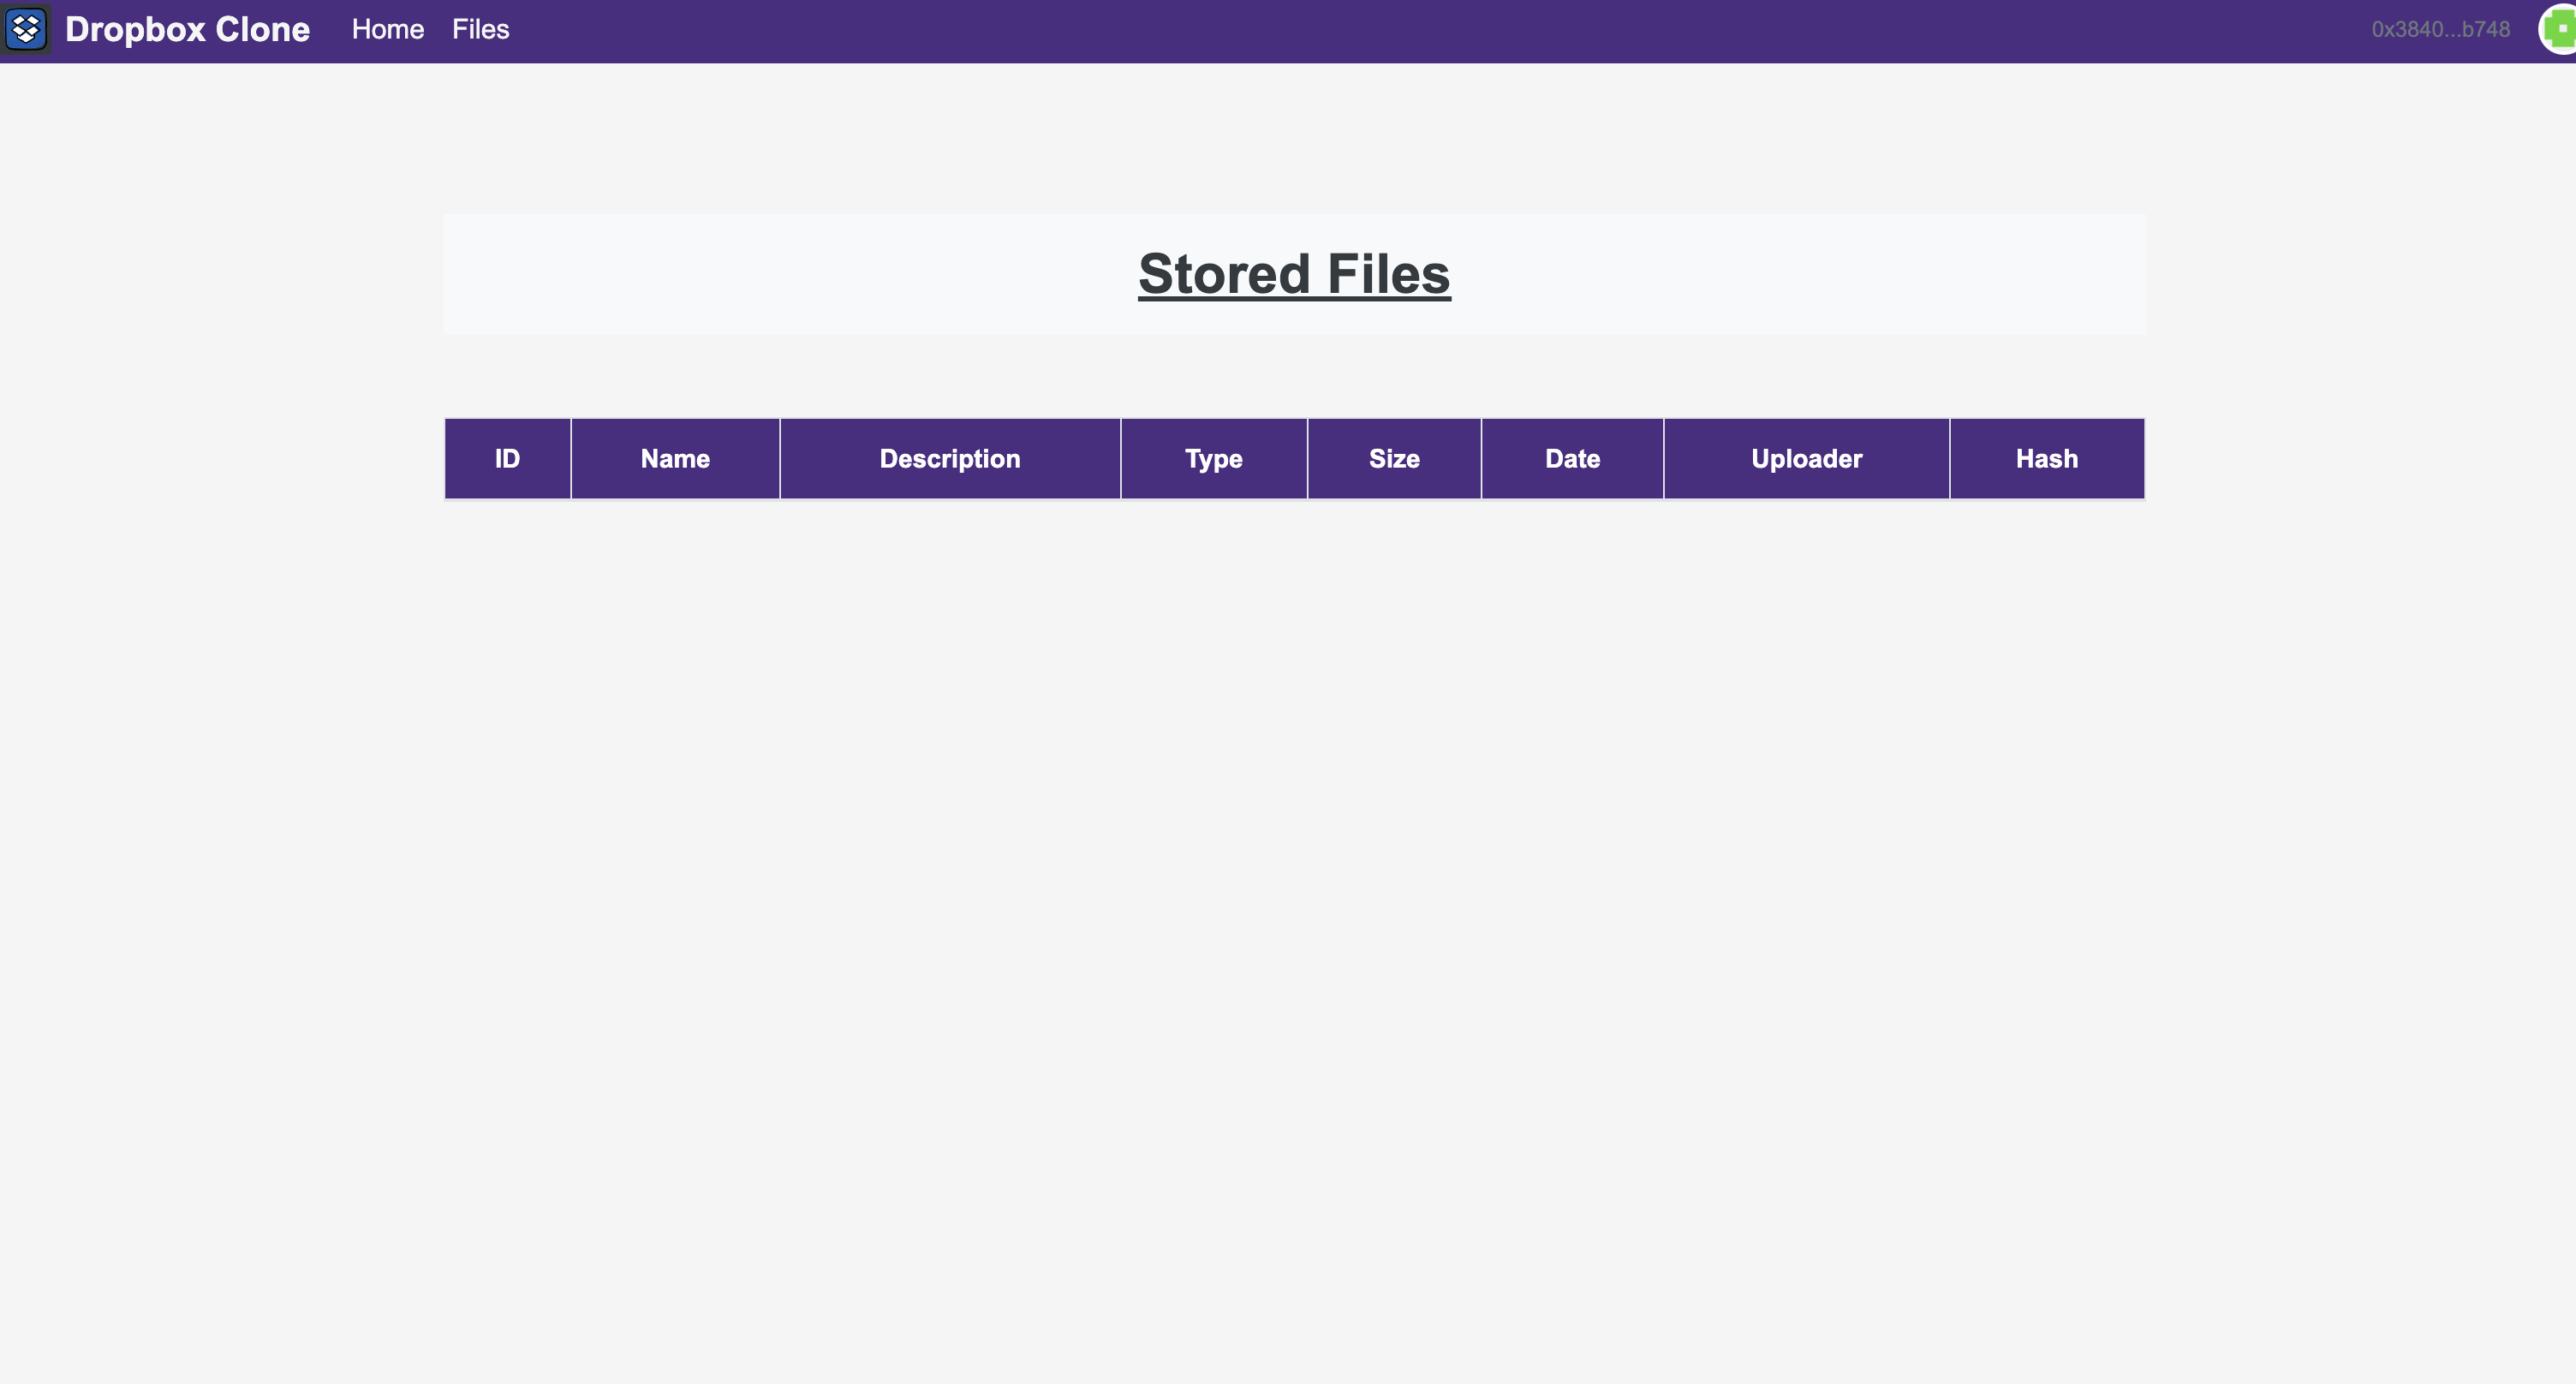 Dropbox Clone Home Files 0x3840...b748
Stored Files
ID Name Description Type Size Date Uploader Hash